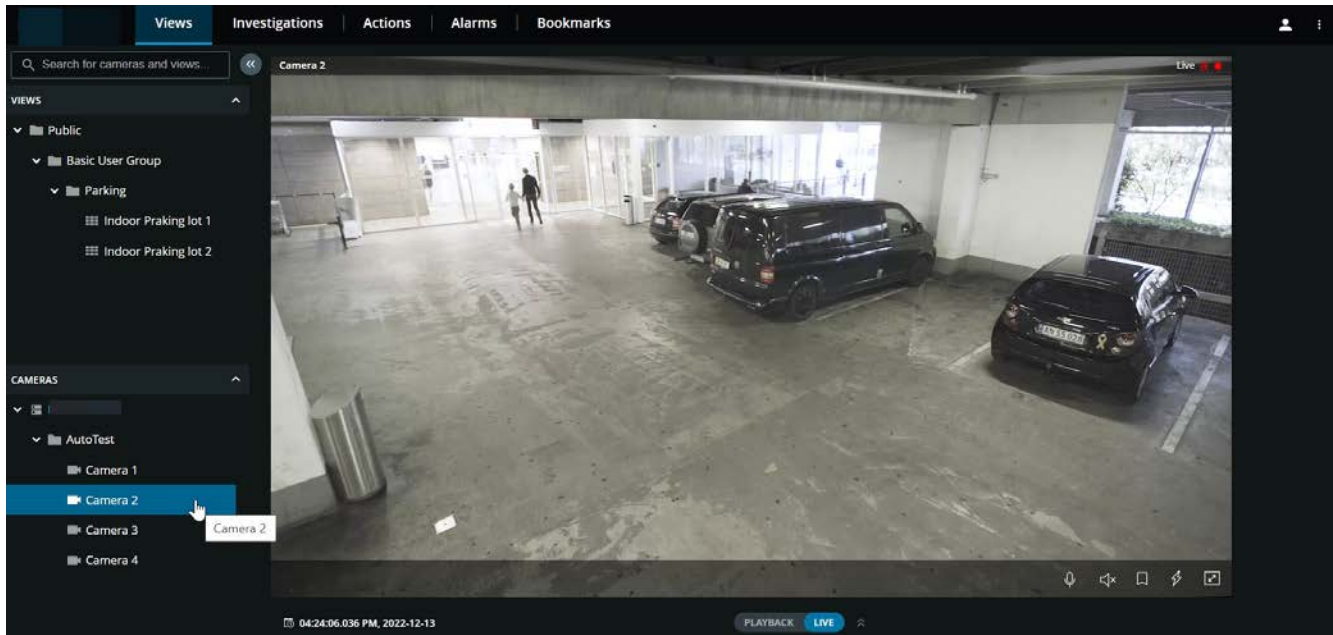 Views Investigations Actions Alarms Bookmarks
Search for cameras and views...
VIEWS
Public
Basic User Group
Parking
Indoor Praking lot 1
Indoor Praking lot 2
CAMERAS
AutoTest
Camera 1
Camera 2
Camera 2
Camera 3
Camera 4
Camera 2
Live
04:24:06.036 PM, 2022-12-13
PLAYBACK LIVE